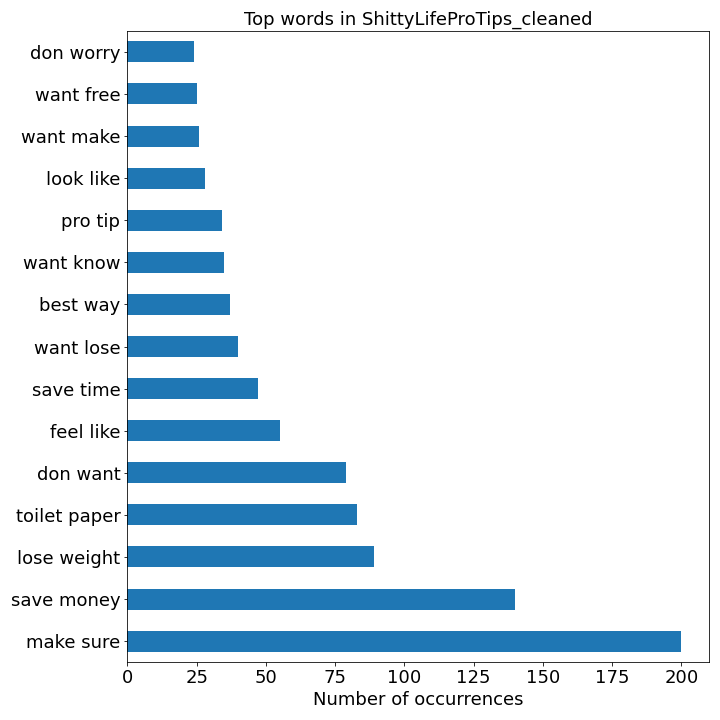 Top words in ShittyLifeProTips_cleaned
don worry
want free
want make
look like
pro tip
want know
best way
want lose
save time
feel like
don want
toilet paper
lose weight
save money
make sure
0 25 50 75 100 125 150 175 200
Number of occurrences